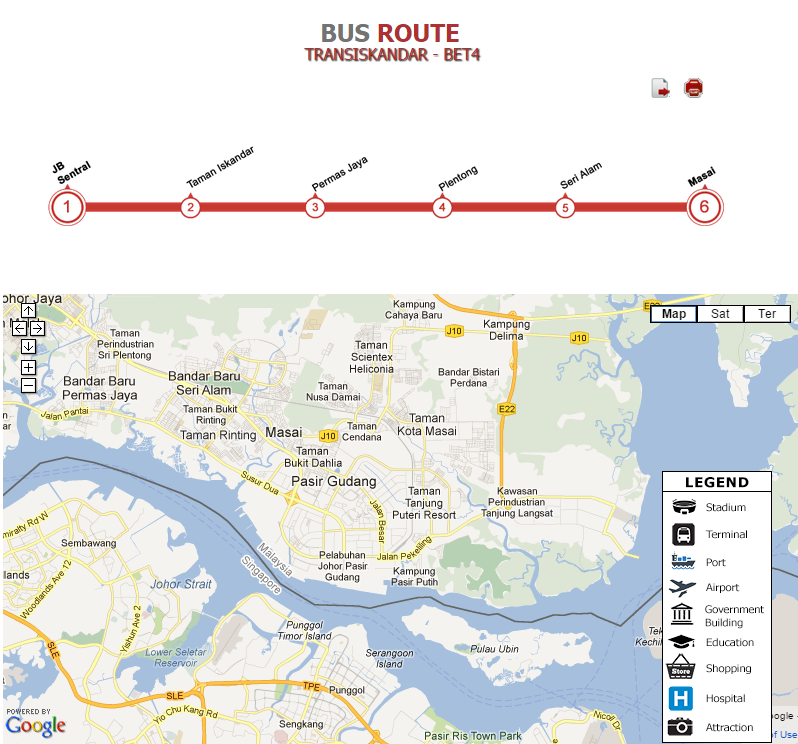 BUS ROUTE
TRANSISKANDAR - BET4
JB
Sentral
Taman Iskandar
Permas Jaya
Plentong
Seri Alam
Masai
1
2
3
4
5
6
Johor Jaya
Kampung
Cahaya Baru
Map
Sat
Ter
E22
Taman
Perindustrian
Sri Plentong
J10
Kampung
Delima
J10
Taman
Scientex
Heliconia
Bandar Baru
Permas Jaya
Bandar Baru
Seri Alam
Taman
Nusa Damai
Bandar Bistari
Perdana
Jalan Pantai
Taman Bukit
Rinting
E22
Taman Rinting
Masai
J10
Taman
Cendana
Taman
Kota Masai
Taman
Bukit Dahlia
Susur Dua
Pasir Gudang
Jalan Besar
Taman
Tanjung
Puteri Resort
Kawasan
Perindustrian
Tanjung Langsat
Jalan Pekeliling
Pelabuhan
Johor Pasir
Gudang
Kampung
Pasir Putih
Malaysia
Singapore
Sembawang
Woodlands Ave 12
Yishun Ave 2
Johor Strait
Lower Seletar
Reservoir
Punggol
Timor Island
Serangoon
Island
Pulau Ubin
SLE
SLE
TPE
Punggol
Yio Chu Kang Rd
Sengkang
Pasir Ris Town Park
Nicoll Dr
POWERED BY
Google
LEGEND
Stadium
Terminal
Port
Airport
Government
Building
Education
Store
Shopping
H
Hospital
Attraction
of Use